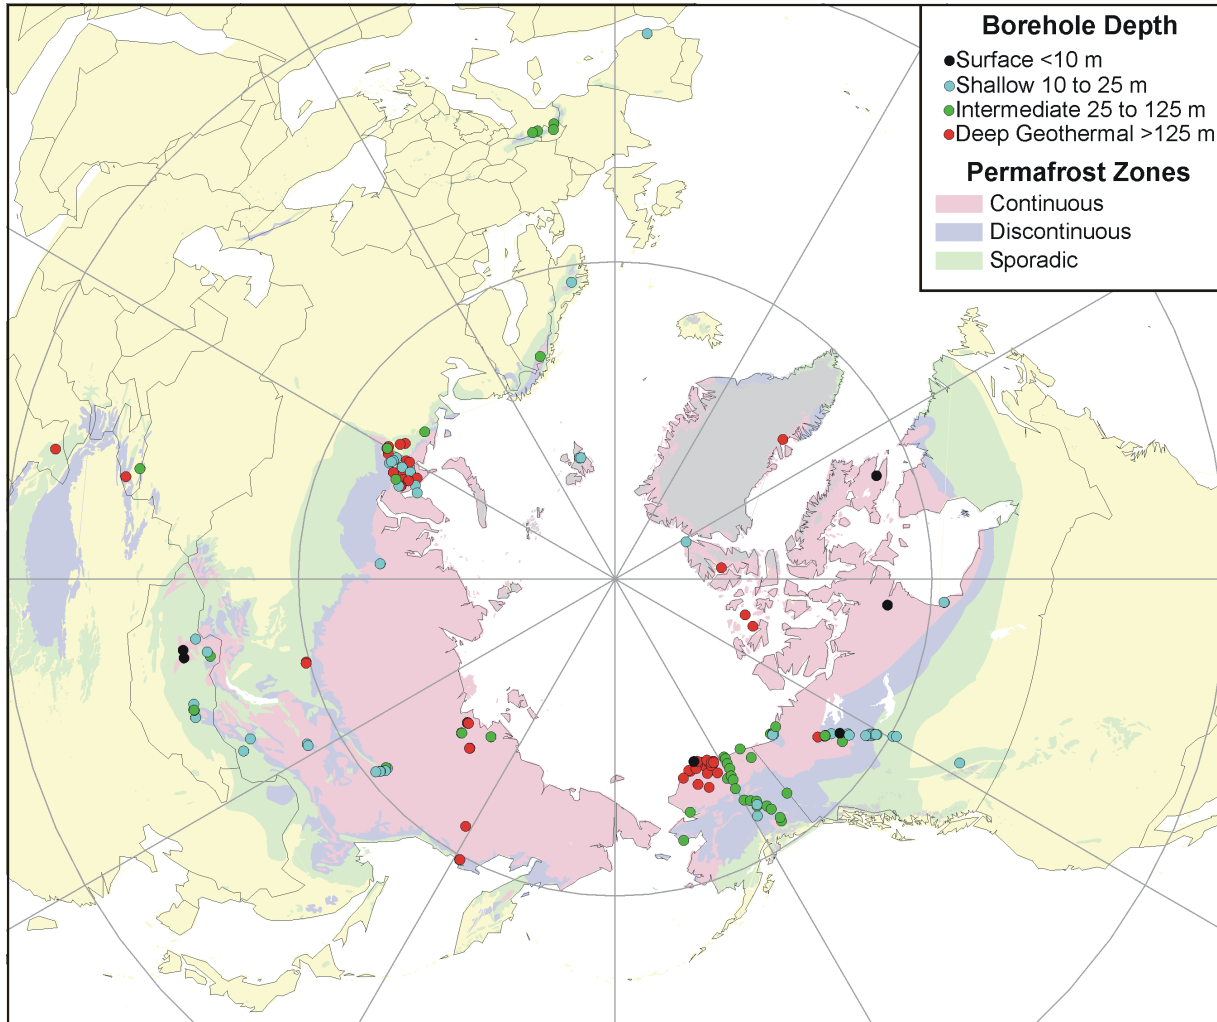 Borehole Depth
Surface <10 m
Shallow 10 to 25 m
Intermediate 25 to 125 m
Deep Geothermal >125 m
Permafrost Zones
Continuous
Discontinuous
Sporadic